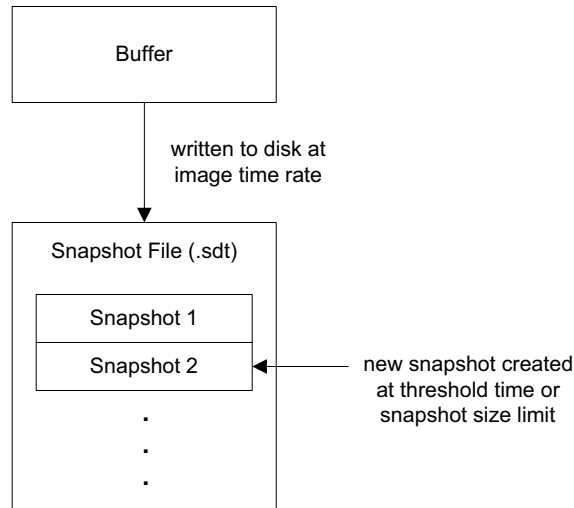 Buffer
written to disk at
image time rate
Snapshot File (.sdt)
Snapshot 1
Snapshot 2
new snapshot created
at threshold time or
snapshot size limit
.
.
.